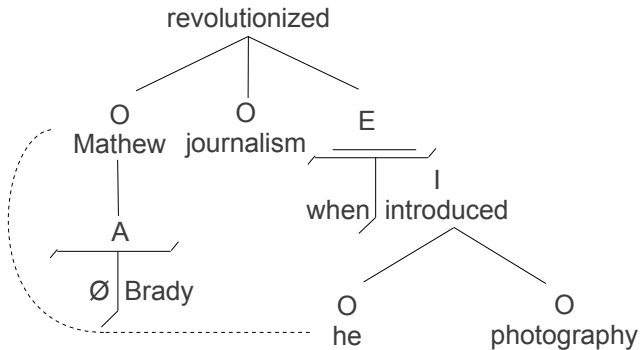 revolutionized
O O E
Mathew journalism
I
when introduced
A
Ø Brady
O O
he photography